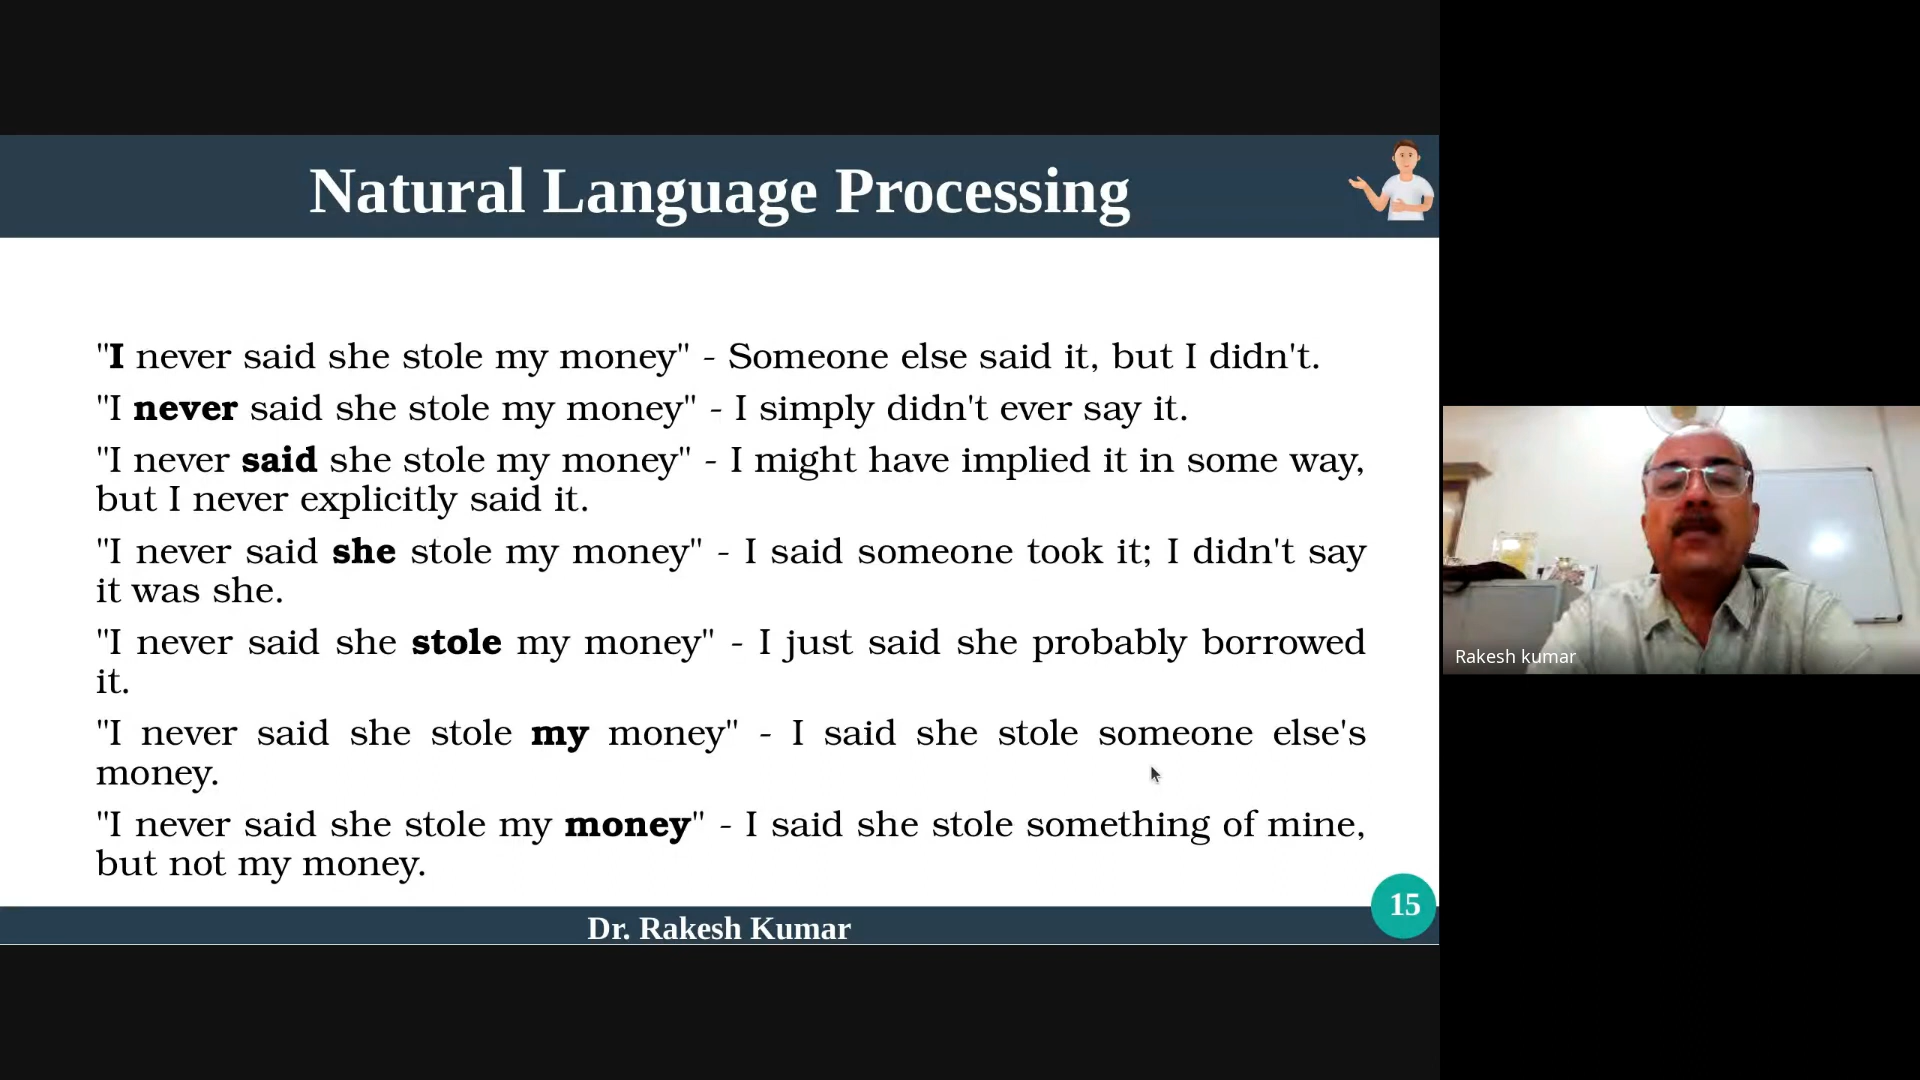 Natural Language Processing
"I never said she stole my money" - Someone else said it, but I didn't.
"I never said she stole my money" - I simply didn't ever say it.
"I never said she stole my money" - I might have implied it in some way,
but I never explicitly said it.
"I never said she stole my money" - I said someone took it; I didn't say
it was she.
"I never said she stole my money" - I just said she probably borrowed
it.
"I never said she stole my money" - I said she stole someone else's
money.
"I never said she stole my money" - I said she stole something of mine,
but not my money.
15
Dr. Rakesh Kumar
Rakesh kumar